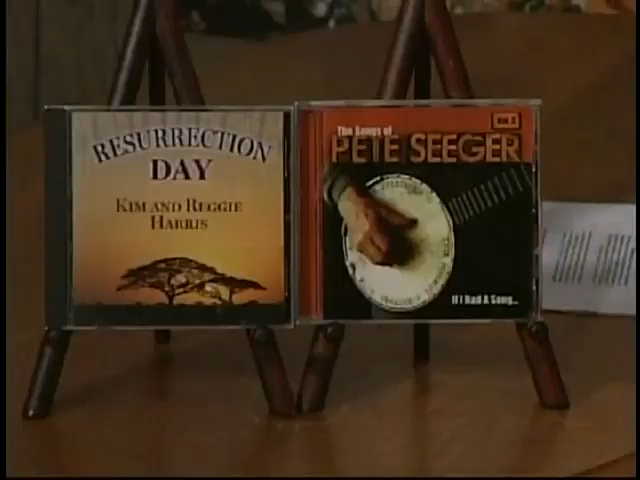 RESURRECTION
DAY
KIM AND REGGIE
HARRIS
The Songs of
PETE SEEGER
If I Had A Song...